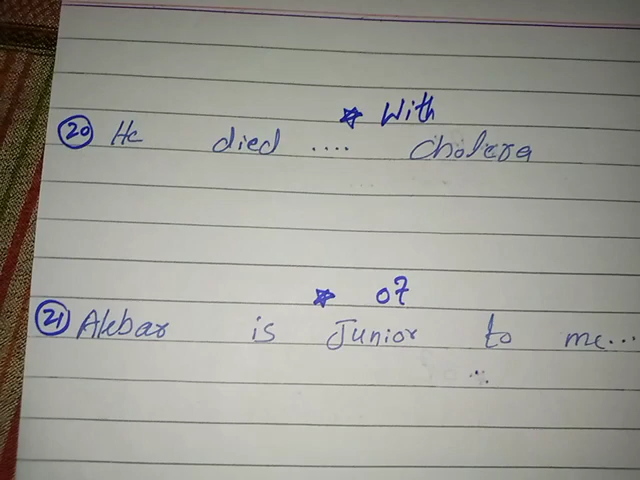 * With
20 He died .... Cholera
* of
21 Akbar is Junior to me...